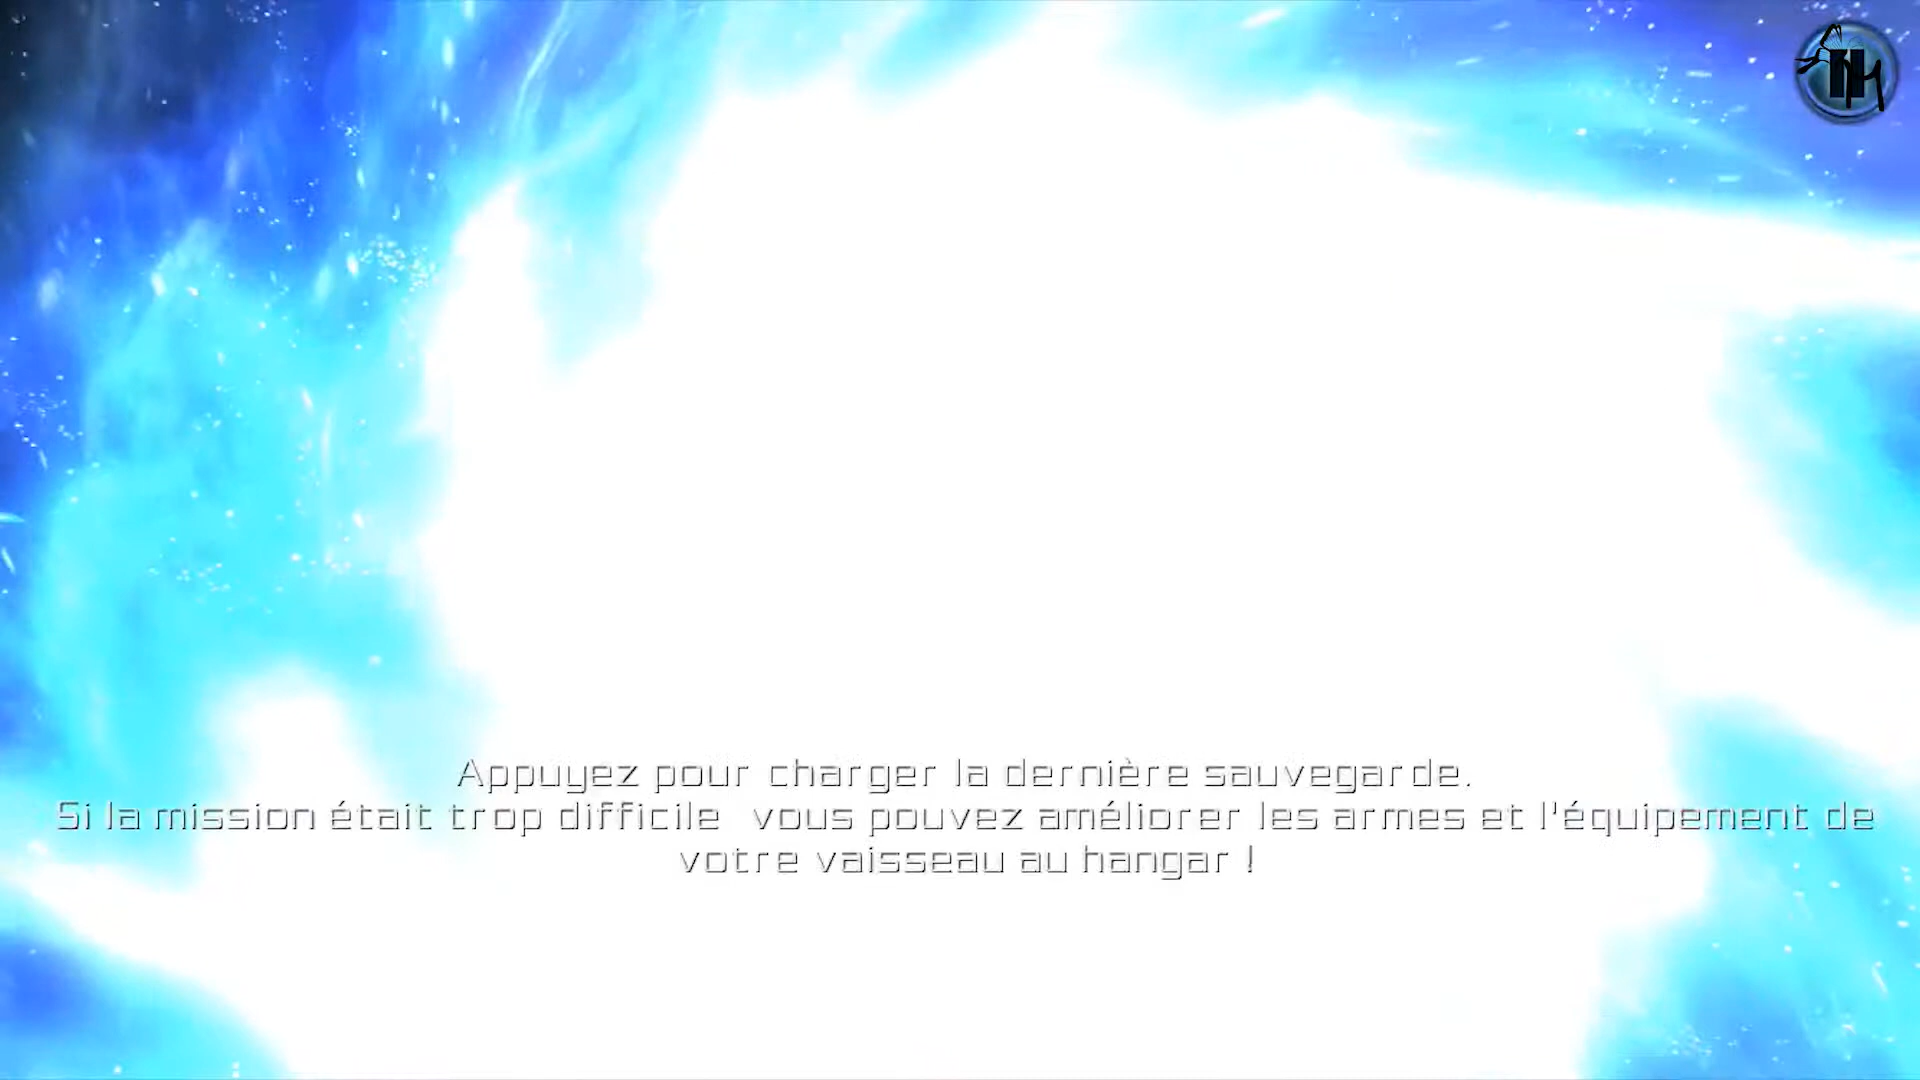 Appuyez pour charger la dernière sauvegarde.
Si la mission était trop difficile vous pouvez améliorer les armes et l'équipement de
votre vaisseau au hangar !